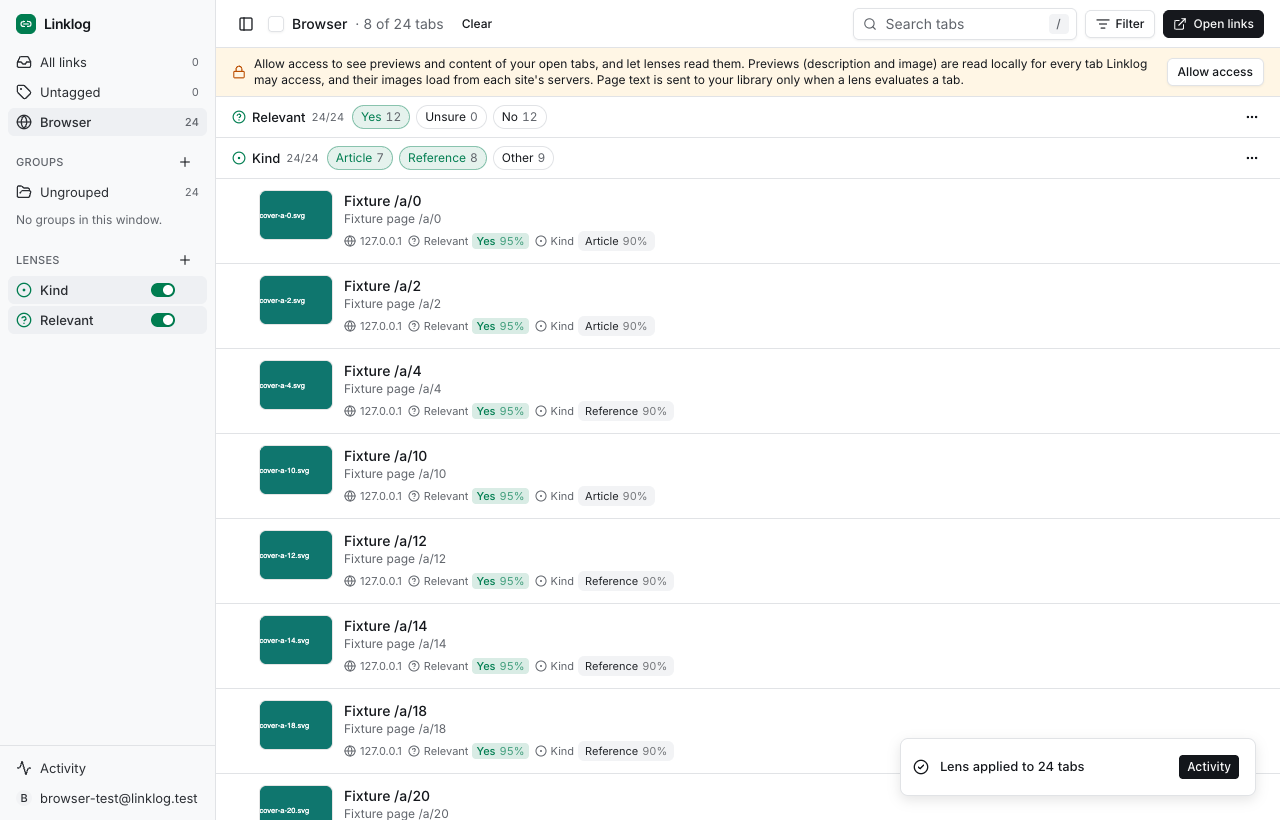 Linklog
All links 0
Untagged 0
Browser 24
GROUPS
Ungrouped 24
No groups in this window.
LENSES
Kind
Relevant
Activity
B browser-test@linklog.test
Browser · 8 of 24 tabs Clear
Search tabs /
Filter
Open links
Allow access to see previews and content of your open tabs, and let lenses read them. Previews (description and image) are read locally for every tab Linklog
may access, and their images load from each site's servers. Page text is sent to your library only when a lens evaluates a tab.
Allow access
Relevant 24/24 Yes 12 Unsure 0 No 12
Kind 24/24 Article 7 Reference 8 Other 9
cover-a-0.svg
Fixture /a/0
Fixture page /a/0
127.0.0.1 Relevant Yes 95% Kind Article 90%
cover-a-2.svg
Fixture /a/2
Fixture page /a/2
127.0.0.1 Relevant Yes 95% Kind Article 90%
cover-a-4.svg
Fixture /a/4
Fixture page /a/4
127.0.0.1 Relevant Yes 95% Kind Reference 90%
cover-a-10.svg
Fixture /a/10
Fixture page /a/10
127.0.0.1 Relevant Yes 95% Kind Article 90%
cover-a-12.svg
Fixture /a/12
Fixture page /a/12
127.0.0.1 Relevant Yes 95% Kind Reference 90%
cover-a-14.svg
Fixture /a/14
Fixture page /a/14
127.0.0.1 Relevant Yes 95% Kind Reference 90%
cover-a-18.svg
Fixture /a/18
Fixture page /a/18
127.0.0.1 Relevant Yes 95% Kind Reference 90%
cover-a-20.svg
Fixture /a/20
Fixture page /a/20
Lens applied to 24 tabs
Activity